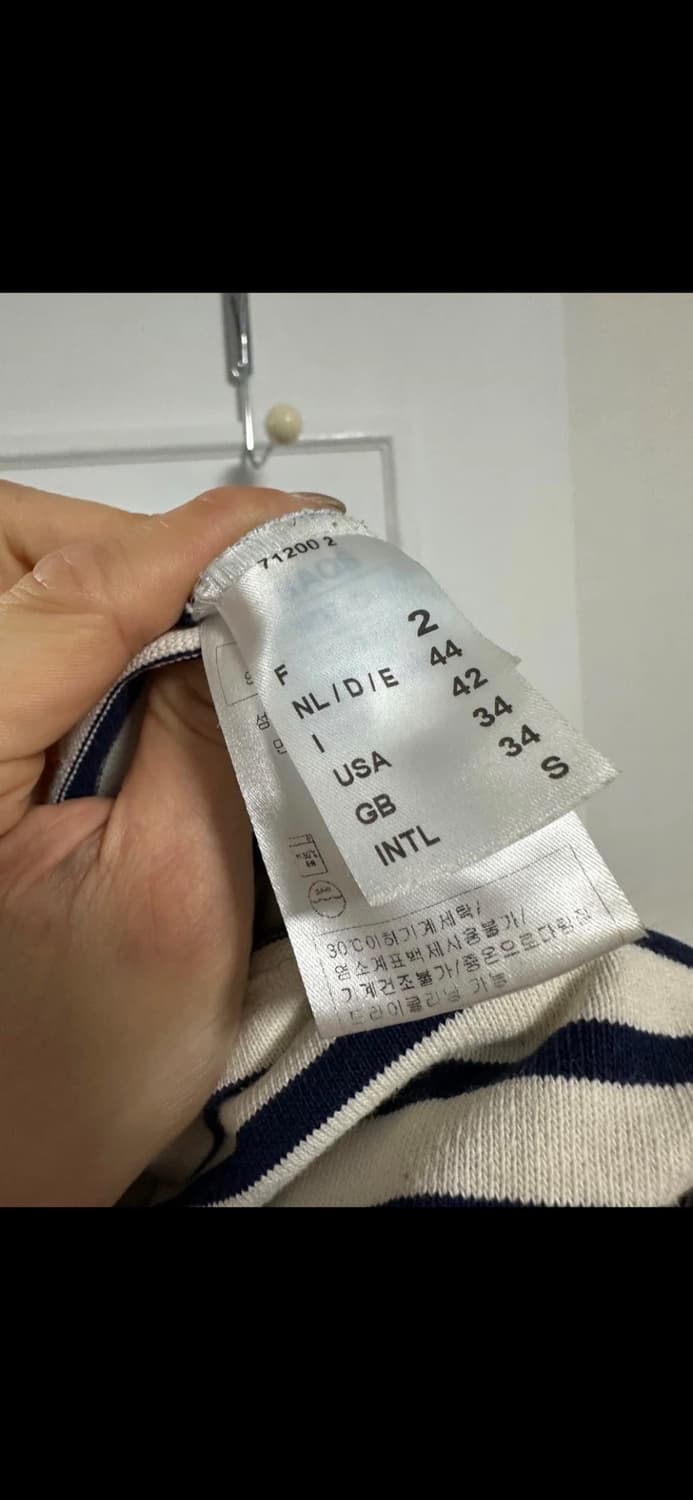 71200 2
F 2
NL/D/E 44
I 42
USA 34
GB 34
INTL S
성
30℃이하기계세탁/
염소계표백제사용불가/
기계건조불가/중온으로다림질
드라이클리닝 가능